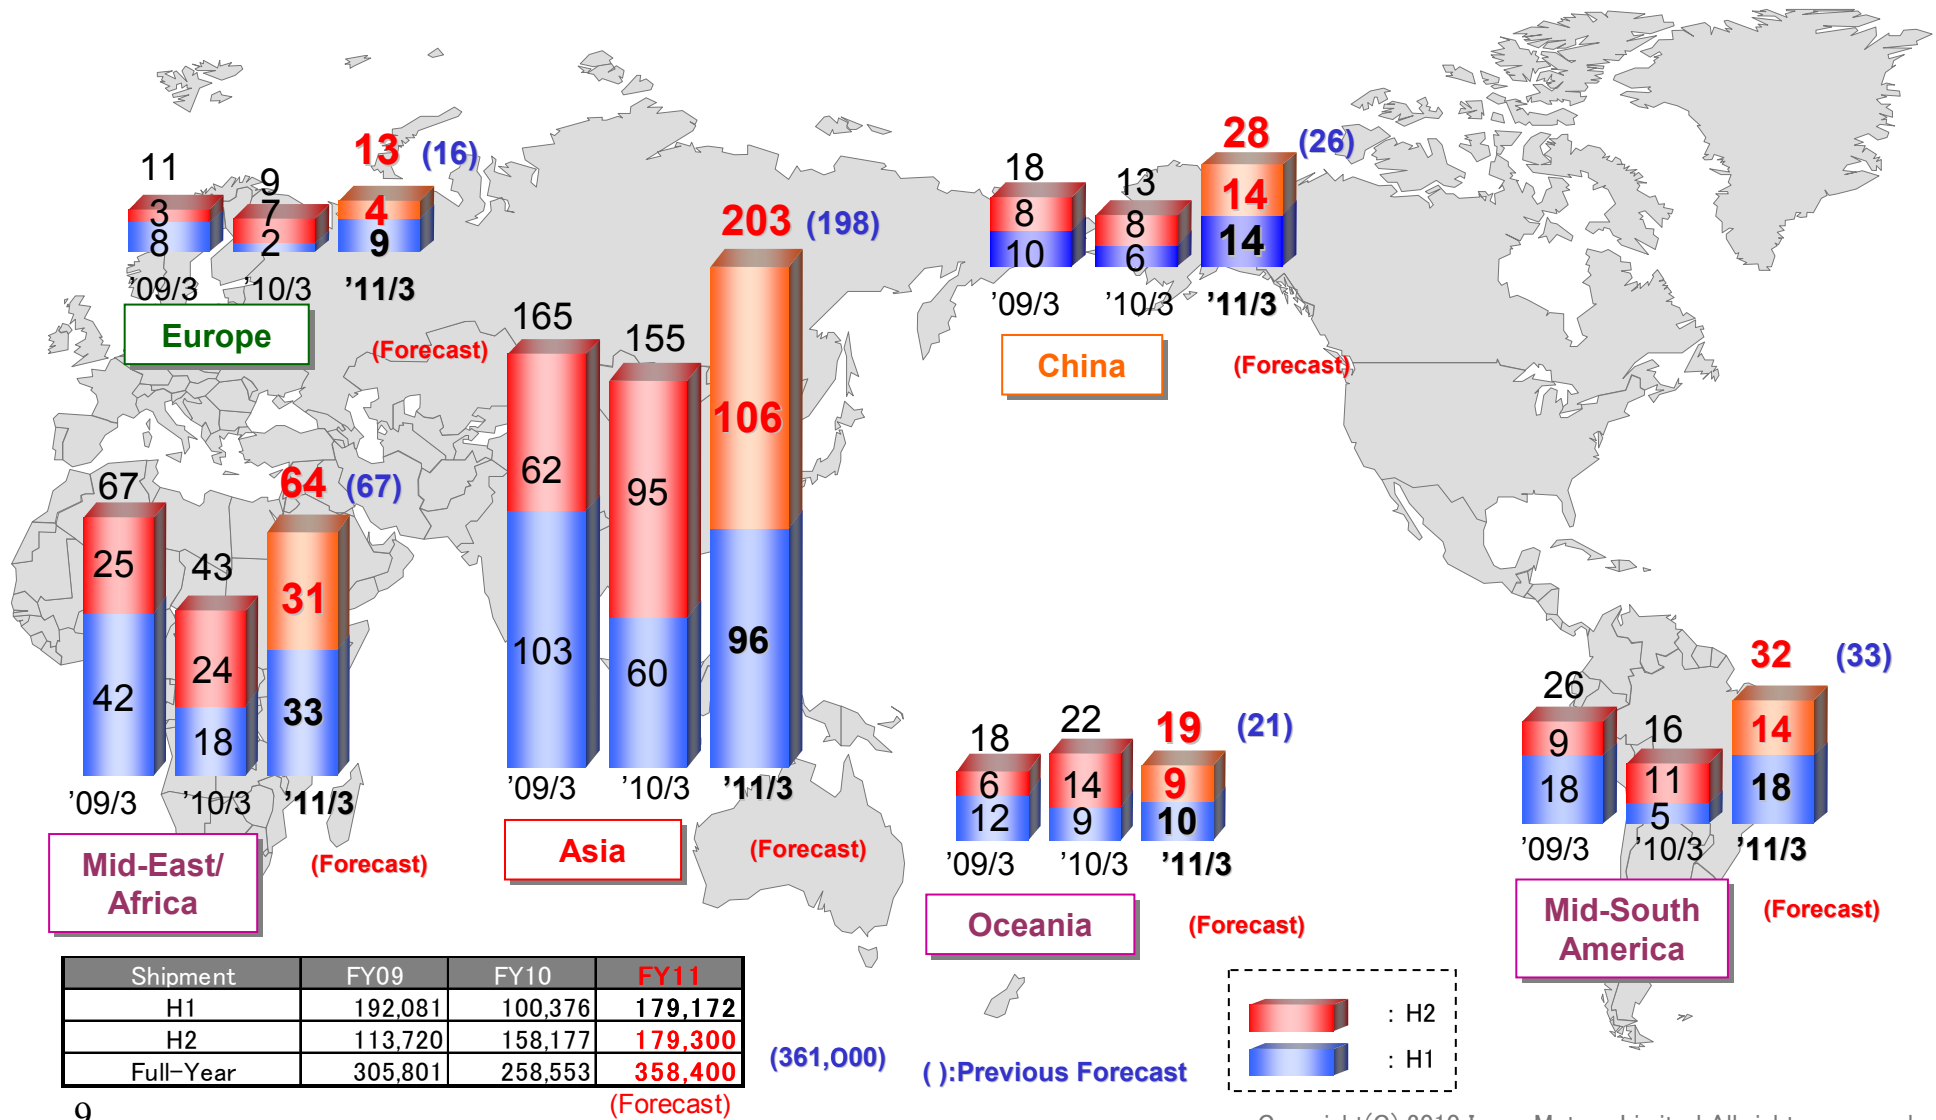 11
9
13 (16)
3
8
7
2
4
9
'09/3 '10/3 '11/3
Europe
(Forecast)
165
155
203 (198)
62
103
95
60
106
96
'09/3 '10/3 '11/3
Asia
(Forecast)
18
13
28 (26)
8
10
8
6
14
14
'09/3 '10/3 '11/3
China
(Forecast)
67
43
64 (67)
25
42
24
18
31
33
'09/3 '10/3 '11/3
Mid-East/
Africa
(Forecast)
18
22
19 (21)
6
12
14
9
9
10
'09/3 '10/3 '11/3
Oceania
(Forecast)
26
16
32 (33)
9
18
11
5
14
18
'09/3 '10/3 '11/3
Mid-South
America
(Forecast)
Shipment FY09 FY10 FY11
H1 192,081 100,376 179,172
H2 113,720 158,177 179,300
Full-Year 305,801 258,553 358,400
(Forecast)
(361,000)
( ):Previous Forecast
: H2
: H1
9